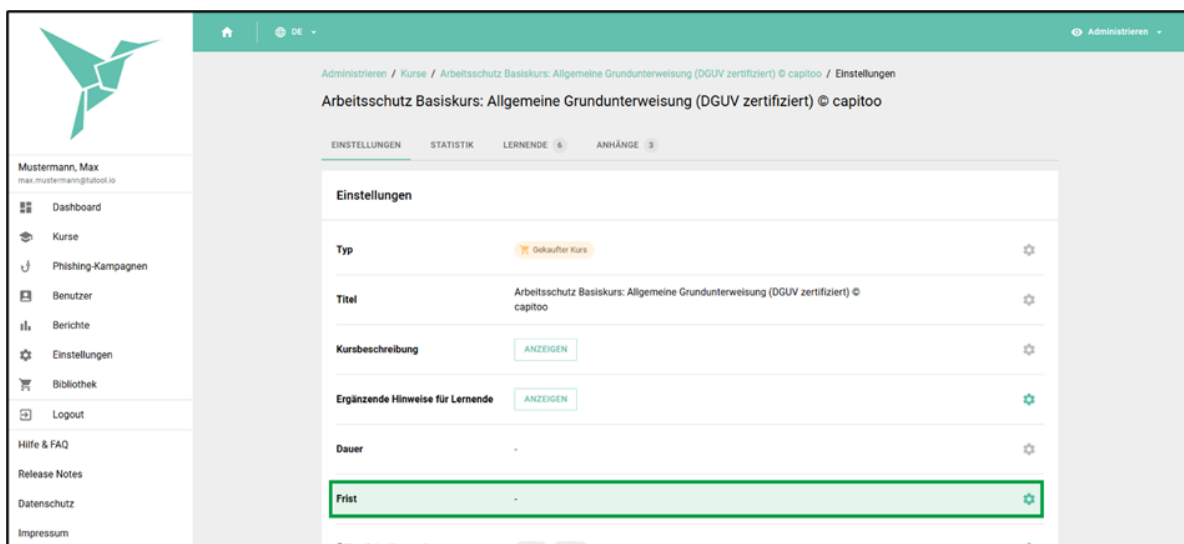 DE
Administrieren
Administrieren / Kurse / Arbeitsschutz Basiskurs: Allgemeine Grundunterweisung (DGUV zertifiziert) © capitoo / Einstellungen
Arbeitsschutz Basiskurs: Allgemeine Grundunterweisung (DGUV zertifiziert) © capitoo
EINSTELLUNGEN STATISTIK LERNENDE 6 ANHÄNGE 3
Mustermann, Max
max.mustermann@tutool.io
Dashboard
Kurse
Phishing-Kampagnen
Benutzer
Berichte
Einstellungen
Bibliothek
Logout
Hilfe & FAQ
Release Notes
Datenschutz
Impressum
Einstellungen
Typ Gekaufter Kurs
Titel Arbeitsschutz Basiskurs: Allgemeine Grundunterweisung (DGUV zertifiziert) ©
capitoo
Kursbeschreibung ANZEIGEN
Ergänzende Hinweise für Lernende ANZEIGEN
Dauer -
Frist -